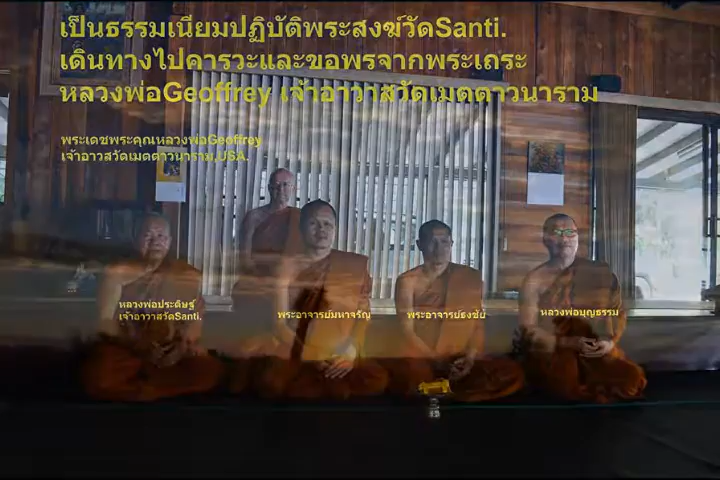 เป็นธรรมเนียมปฏิบัติพระสงฆ์วัดSanti.
เดินทางไปคารวะและขอพรจากพระเถระ
หลวงพ่อGeoffrey เจ้าอาวาสวัดเมตตาวนาราม
พระเดชพระคุณหลวงพ่อGeoffrey
เจ้าอาวสวัดเมตตาวนาราม,USA.
หลวงพ่อประดิษฐ์
เจ้าอาวาสวัดSanti.
พระอาจารย์มหาจรัญ
พระอาจารย์ธงชัย
หลวงพ่อบุญธรรม